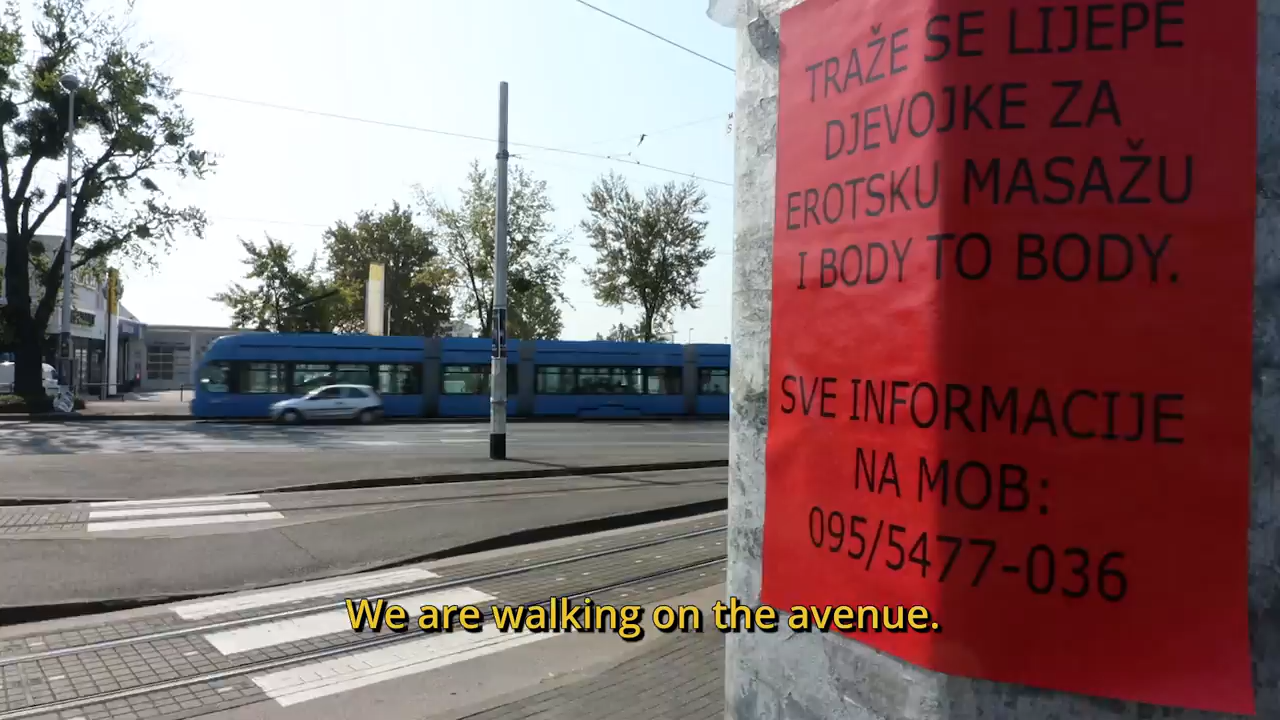 TRAŽE SE LIJEPE
DJEVOJKE ZA
EROTSKU MASAŽU
I BODY TO BODY.
SVE INFORMACIJE
NA MOB:
095/5477-036
We are walking on the avenue.